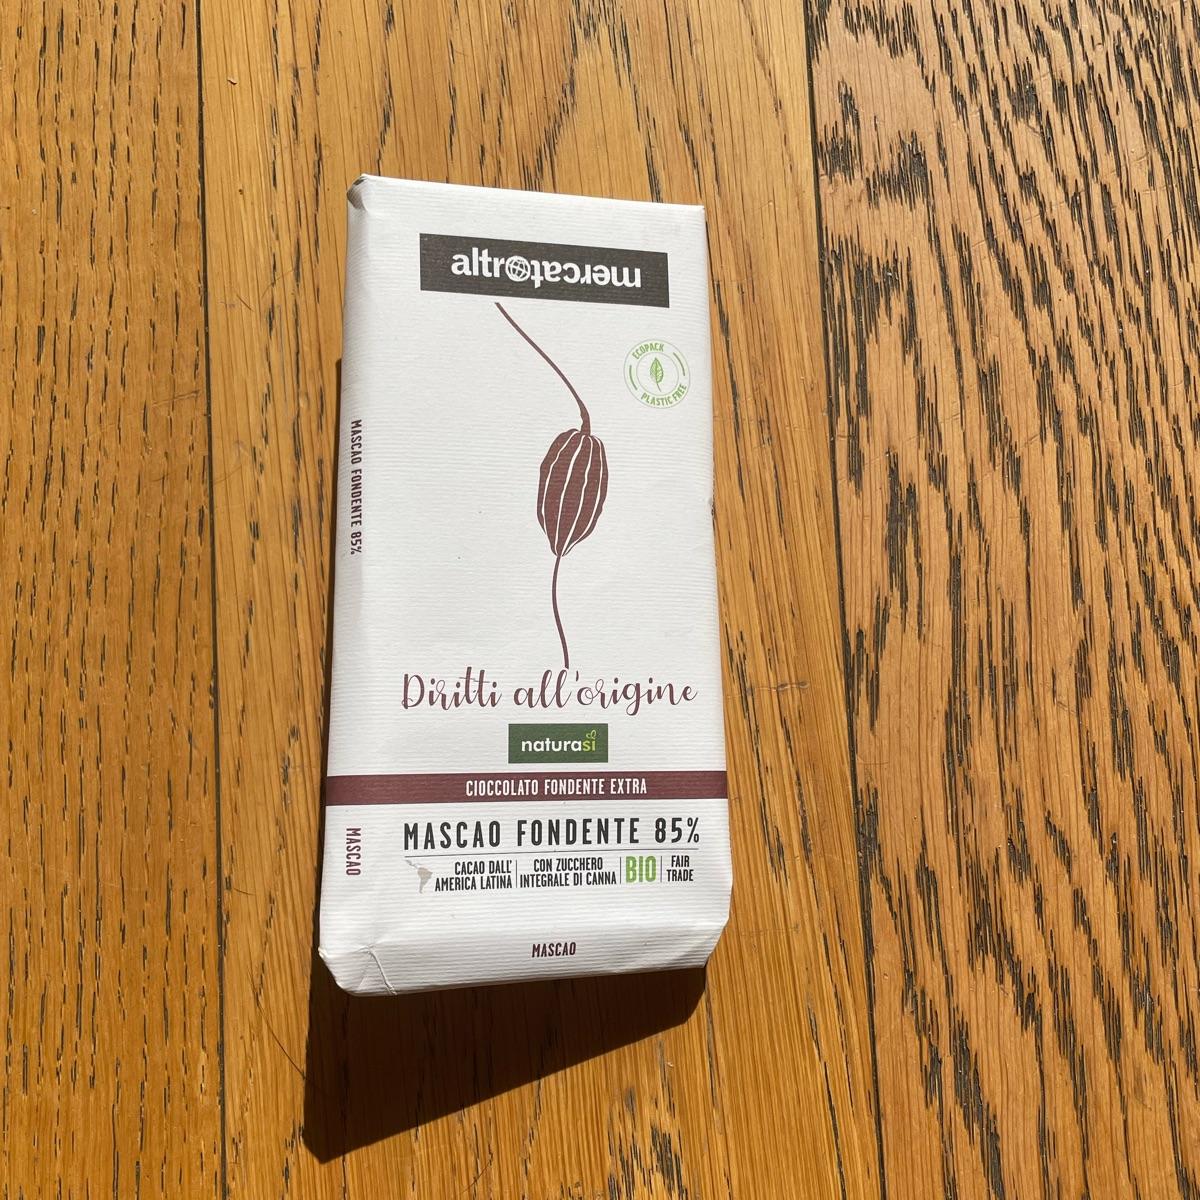 altromercato
ECOPACK
PLASTIC FREE
MASCAO FONDENTE 85%
Diritti all'origine
naturasì
CIOCCOLATO FONDENTE EXTRA
MASCAO FONDENTE 85%
MASCAO
CACAO DALL'
AMERICA LATINA
CON ZUCCHERO
INTEGRALE DI CANNA
BIO
FAIR
TRADE
MASCAO